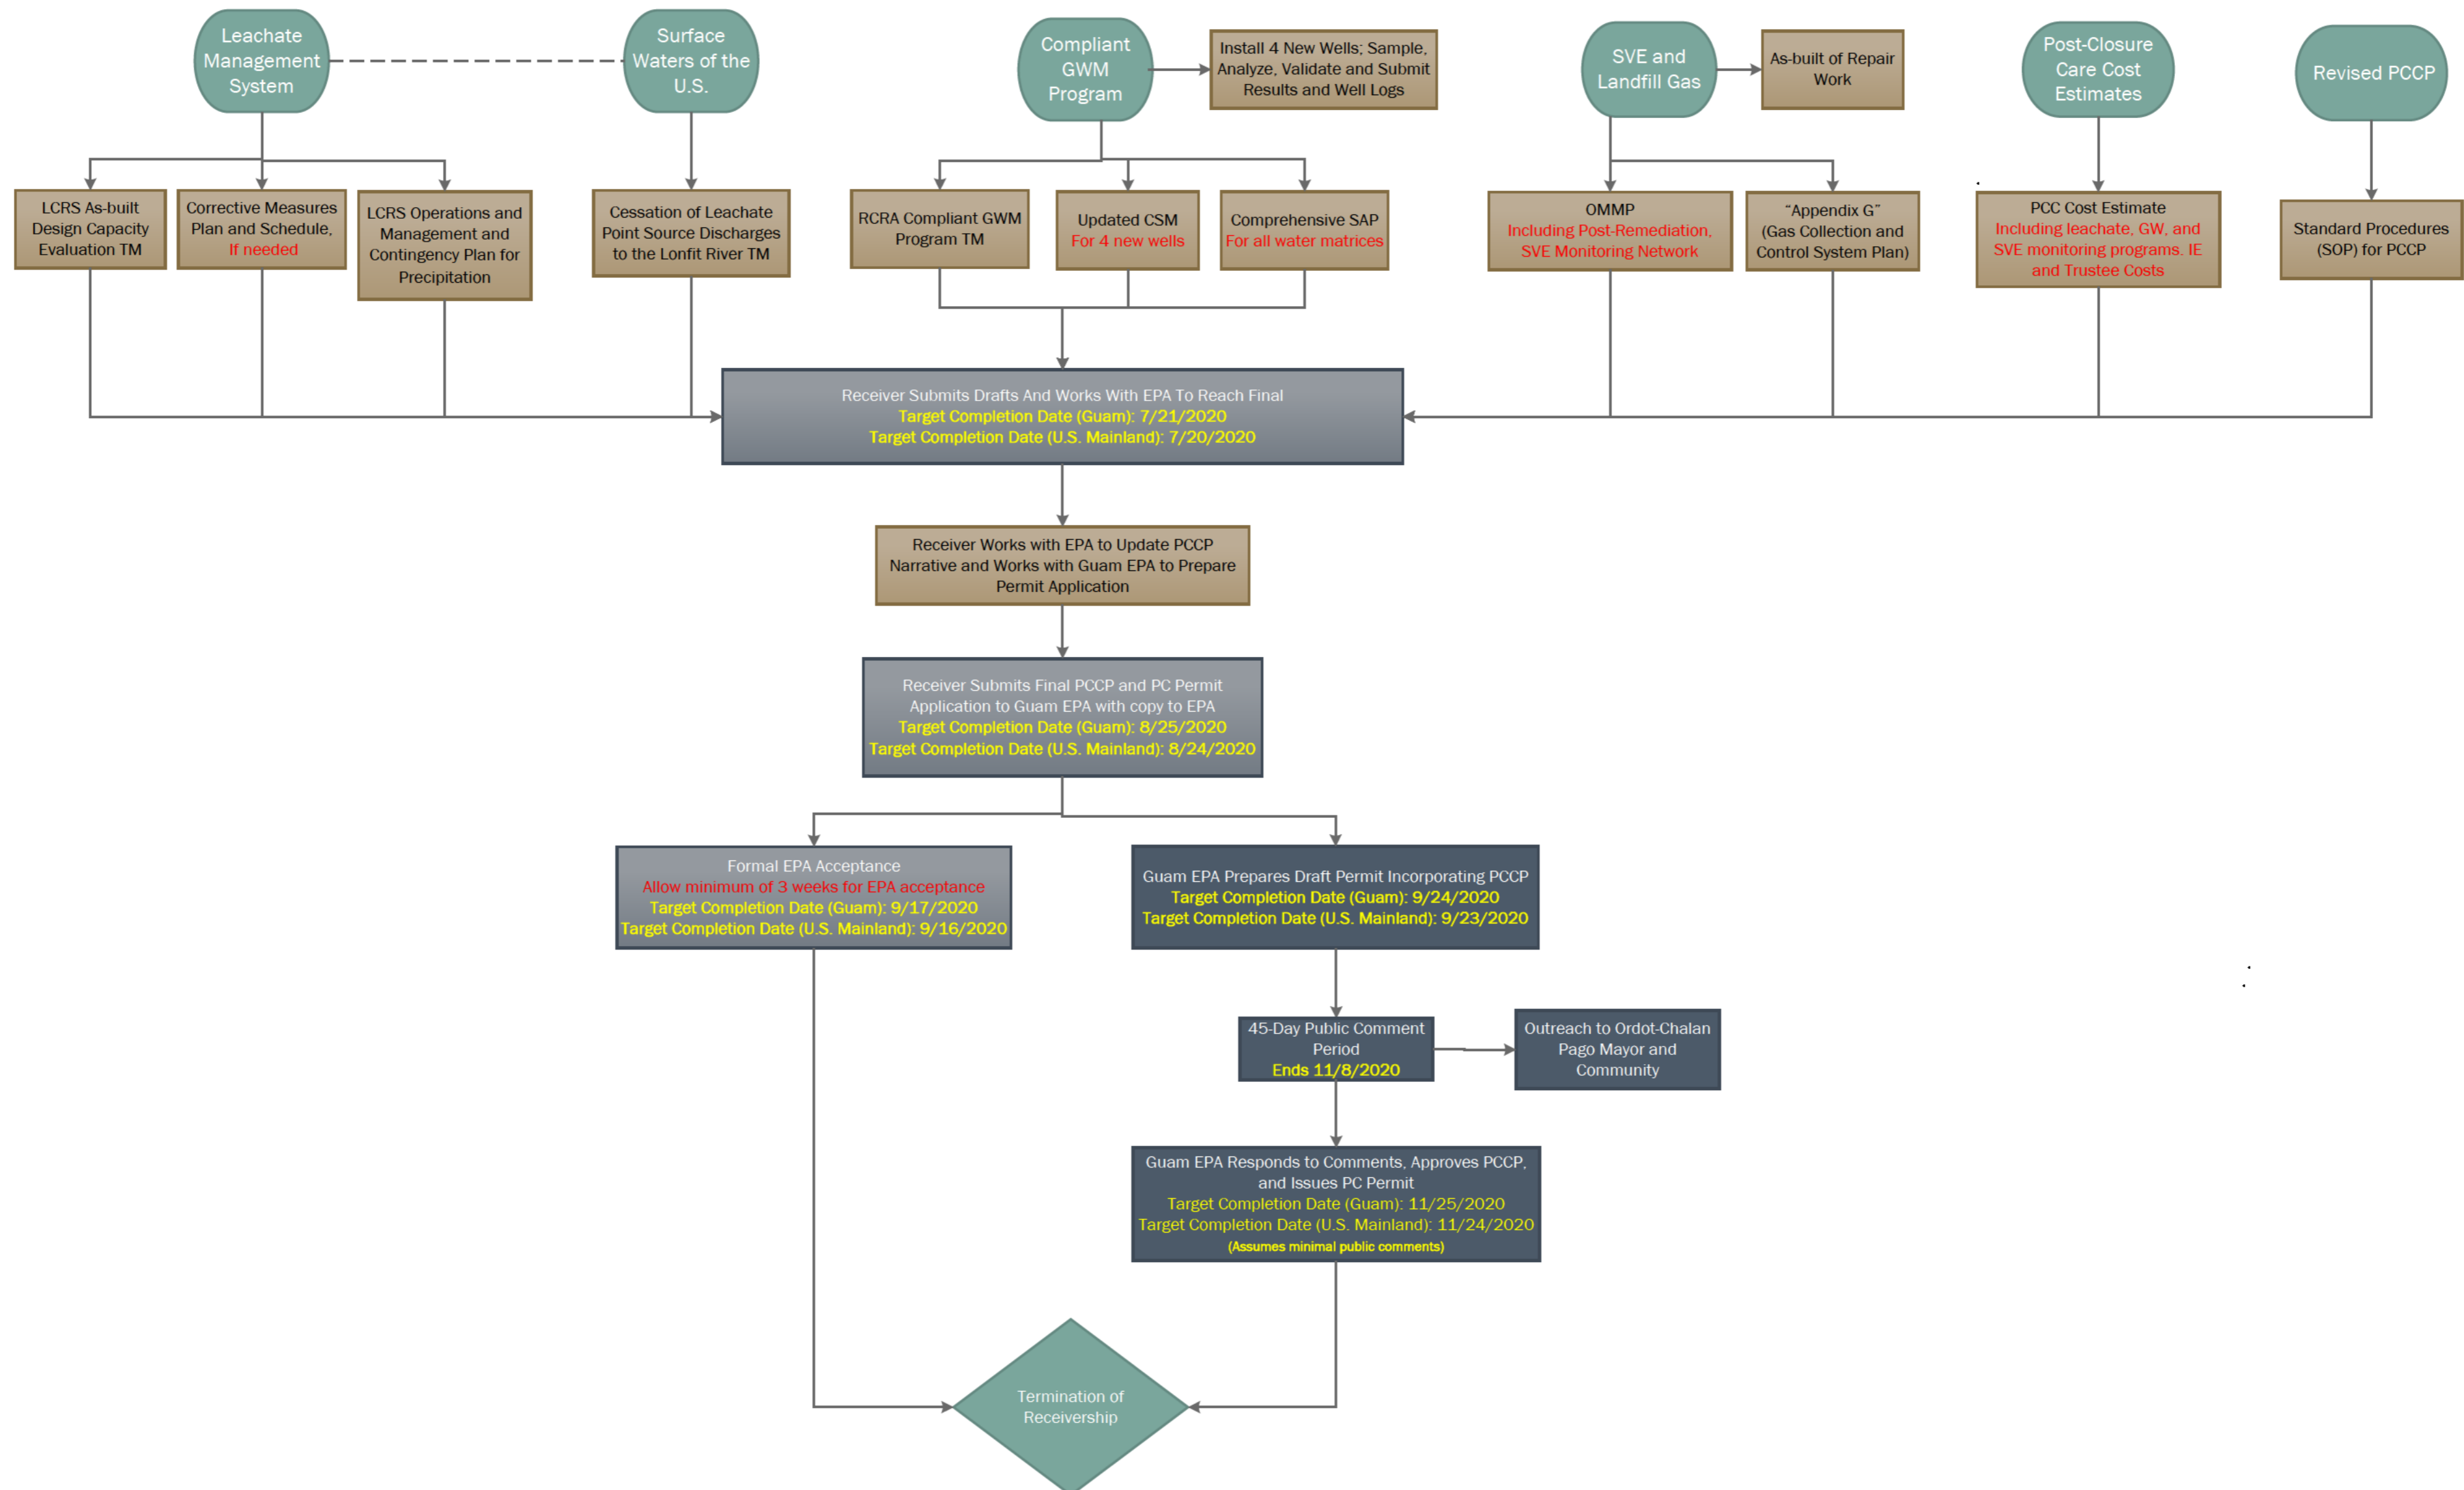 Leachate
Management
System
Surface
Waters of the
U.S.
Compliant
GWM
Program
Install 4 New Wells; Sample,
Analyze, Validate and Submit
Results and Well Logs
SVE and
Landfill Gas
As-built of Repair
Work
Post-Closure
Care Cost
Estimates
Revised PCCP
LCRS As-built
Design Capacity
Evaluation TM
Corrective Measures
Plan and Schedule,
If needed
LCRS Operations and
Management and
Contingency Plan for
Precipitation
Cessation of Leachate
Point Source Discharges
to the Lonfit River TM
RCRA Compliant GWM
Program TM
Updated CSM
For 4 new wells
Comprehensive SAP
For all water matrices
OMMP
Including Post-Remediation,
SVE Monitoring Network
“Appendix G”
(Gas Collection and
Control System Plan)
PCC Cost Estimate
Including leachate, GW, and
SVE monitoring programs. IE
and Trustee Costs
Standard Procedures
(SOP) for PCCP
Receiver Submits Drafts And Works With EPA To Reach Final
Target Completion Date (Guam): 7/21/2020
Target Completion Date (U.S. Mainland): 7/20/2020
Receiver Works with EPA to Update PCCP
Narrative and Works with Guam EPA to Prepare
Permit Application
Receiver Submits Final PCCP and PC Permit
Application to Guam EPA with copy to EPA
Target Completion Date (Guam): 8/25/2020
Target Completion Date (U.S. Mainland): 8/24/2020
Formal EPA Acceptance
Allow minimum of 3 weeks for EPA acceptance
Target Completion Date (Guam): 9/17/2020
Target Completion Date (U.S. Mainland): 9/16/2020
Guam EPA Prepares Draft Permit Incorporating PCCP
Target Completion Date (Guam): 9/24/2020
Target Completion Date (U.S. Mainland): 9/23/2020
45-Day Public Comment
Period
Ends 11/8/2020
Outreach to Ordot-Chalan
Pago Mayor and
Community
Guam EPA Responds to Comments, Approves PCCP,
and Issues PC Permit
Target Completion Date (Guam): 11/25/2020
Target Completion Date (U.S. Mainland): 11/24/2020
(Assumes minimal public comments)
Termination of
Receivership